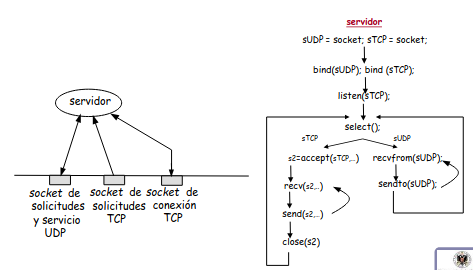 servidor
socket de
solicitudes
y servicio
UDP
socket de
solicitudes
TCP
socket de
conexión
TCP
servidor
sUDP = socket; sTCP = socket;
bind(sUDP); bind (sTCP);
listen(sTCP);
select();
sTCP
sUDP
s2=accept(sTCP,..)
recvfrom(sUDP);
recv(s2,..)
sendto(sUDP);
send(s2,..)
close(s2)